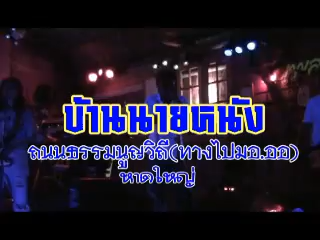 บ้านนายหนัง
ถนนธรรมนูญวิถี(ทางไปมอ.ออ)
หาดใหญ่